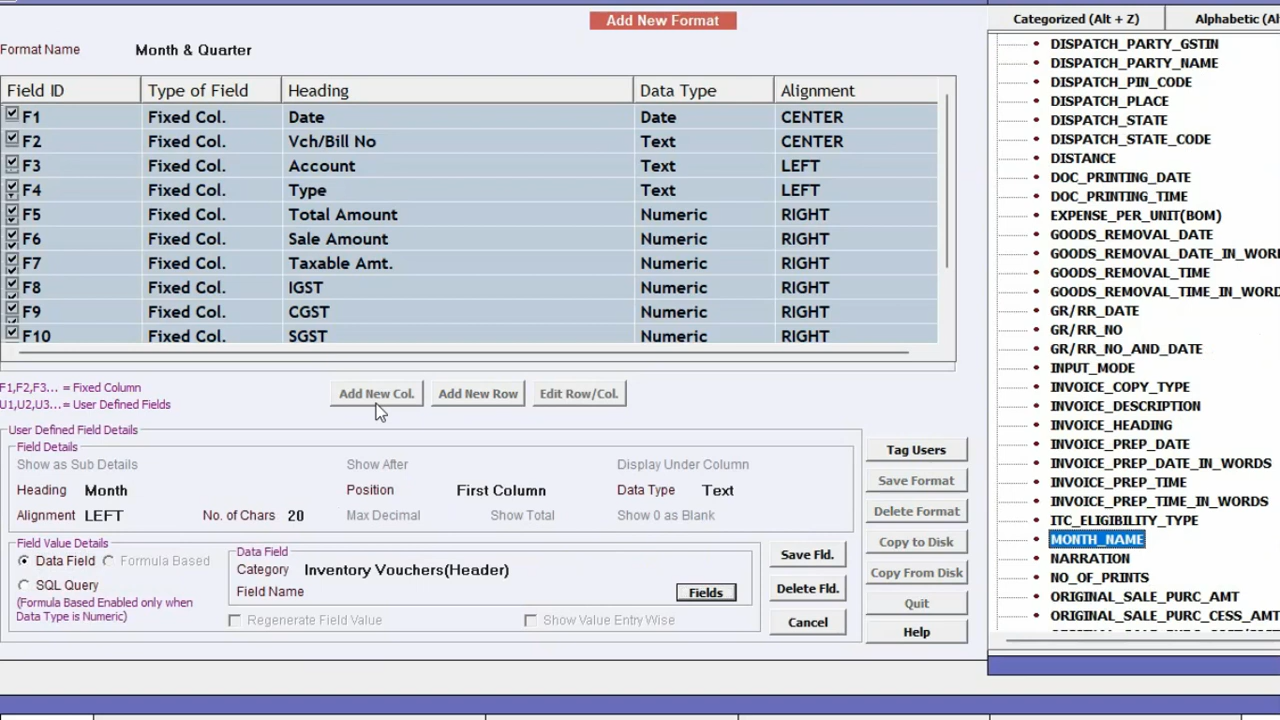 Add New Format
Categorized (Alt + Z)
Alphabetic (Al
Format Name Month & Quarter
Field ID Type of Field Heading Data Type Alignment
F1 Fixed Col. Date Date CENTER
F2 Fixed Col. Vch/Bill No Text CENTER
F3 Fixed Col. Account Text LEFT
F4 Fixed Col. Type Text LEFT
F5 Fixed Col. Total Amount Numeric RIGHT
F6 Fixed Col. Sale Amount Numeric RIGHT
F7 Fixed Col. Taxable Amt. Numeric RIGHT
F8 Fixed Col. IGST Numeric RIGHT
F9 Fixed Col. CGST Numeric RIGHT
F10 Fixed Col. SGST Numeric RIGHT
F1,F2,F3... = Fixed Column
U1,U2,U3... = User Defined Fields
Add New Col. Add New Row Edit Row/Col.
User Defined Field Details
Field Details
Show as Sub Details Show After Display Under Column
Heading Month Position First Column Data Type Text
Alignment LEFT No. of Chars 20 Max Decimal Show Total Show 0 as Blank
Field Value Details
Data Field Formula Based
SQL Query
(Formula Based Enabled only when
Data Type is Numeric)
Data Field
Category Inventory Vouchers(Header)
Field Name Fields
Regenerate Field Value Show Value Entry Wise
Save Fld.
Delete Fld.
Cancel
Tag Users
Save Format
Delete Format
Copy to Disk
Copy From Disk
Quit
Help
DISPATCH_PARTY_GSTIN
DISPATCH_PARTY_NAME
DISPATCH_PIN_CODE
DISPATCH_PLACE
DISPATCH_STATE
DISPATCH_STATE_CODE
DISTANCE
DOC_PRINTING_DATE
DOC_PRINTING_TIME
EXPENSE_PER_UNIT(BOM)
GOODS_REMOVAL_DATE
GOODS_REMOVAL_DATE_IN_WOR
GOODS_REMOVAL_TIME
GOODS_REMOVAL_TIME_IN_WORD
GR/RR_DATE
GR/RR_NO
GR/RR_NO_AND_DATE
INPUT_MODE
INVOICE_COPY_TYPE
INVOICE_DESCRIPTION
INVOICE_HEADING
INVOICE_PREP_DATE
INVOICE_PREP_DATE_IN_WORDS
INVOICE_PREP_TIME
INVOICE_PREP_TIME_IN_WORDS
ITC_ELIGIBILITY_TYPE
MONTH_NAME
NARRATION
NO_OF_PRINTS
ORIGINAL_SALE_PURC_AMT
ORIGINAL_SALE_PURC_CESS_AMT